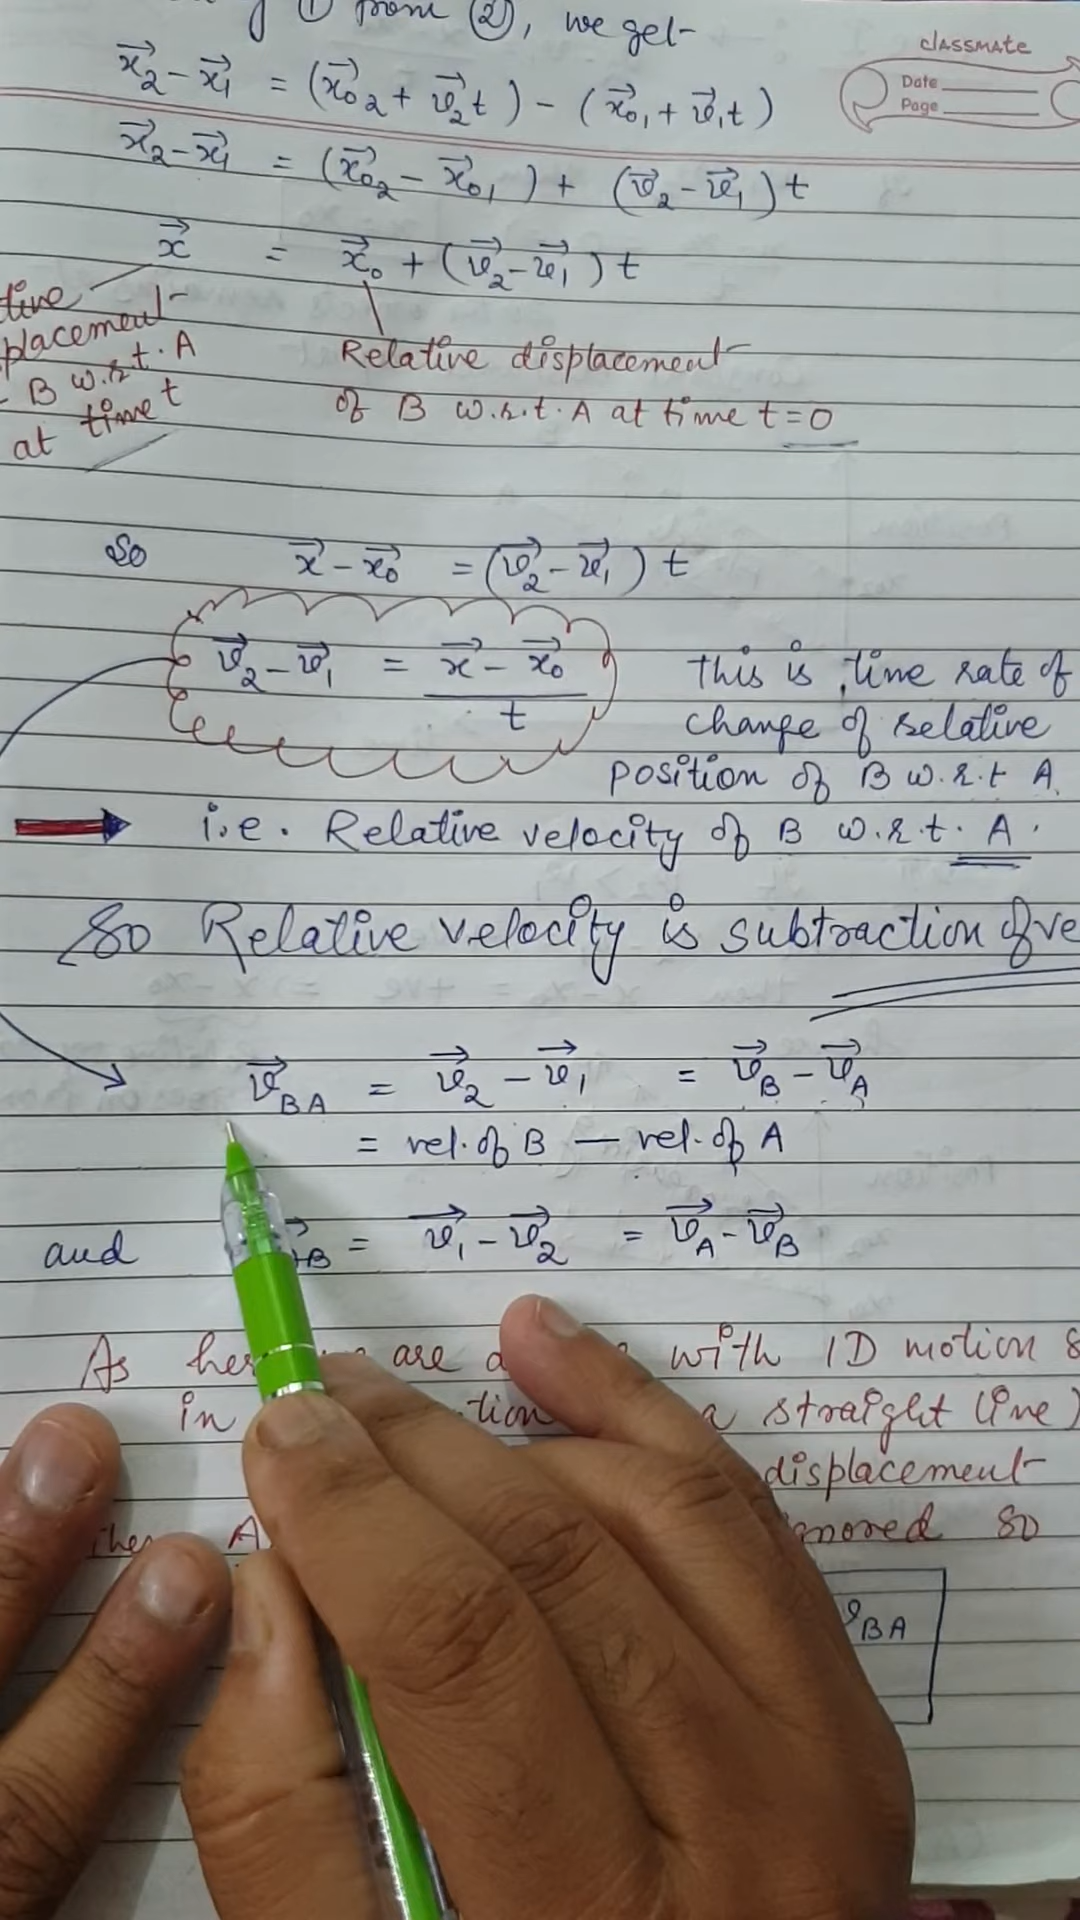 ① from ②, we get-
classmate
Date
Page
x⃗₂ - x⃗₁ = (x⃗₀₂ + v⃗₂t) - (x⃗₀₁ + v⃗₁t)
x⃗₂ - x⃗₁ = (x⃗₀₂ - x⃗₀₁) + (v⃗₂ - v⃗₁)t
x⃗ = x⃗₀ + (v⃗₂ - v⃗₁)t
tive
placement
B w.r.t. A
at time t
Relative displacement
of B w.r.t. A at time t=0
So x⃗ - x⃗₀ = (v⃗₂ - v⃗₁)t
v⃗₂ - v⃗₁ = x⃗ - x⃗₀
t
This is time rate of
change of relative
position of B w.r.t A.
i.e. Relative velocity of B w.r.t. A.
So Relative velocity is subtraction of ve
v⃗BA = v⃗₂ - v⃗₁ = v⃗B - v⃗A
= vel. of B - vel. of A
and B = v⃗₁ - v⃗₂ = v⃗A - v⃗B
As are with 1D motion
in tion a straight line)
displacement
A nored so
BA